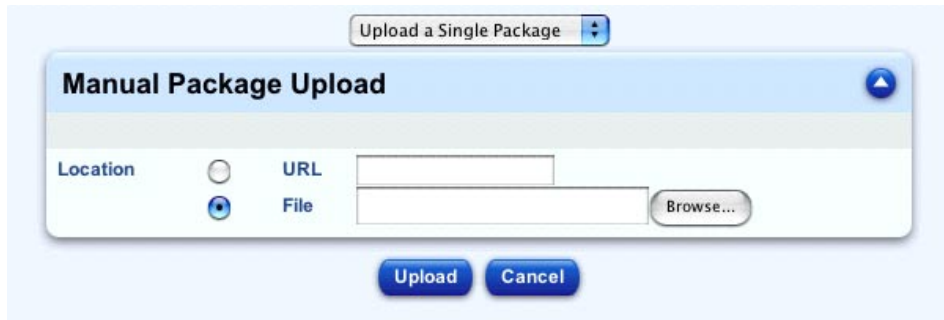 Upload a Single Package
Manual Package Upload
Location URL
File Browse...
Upload Cancel